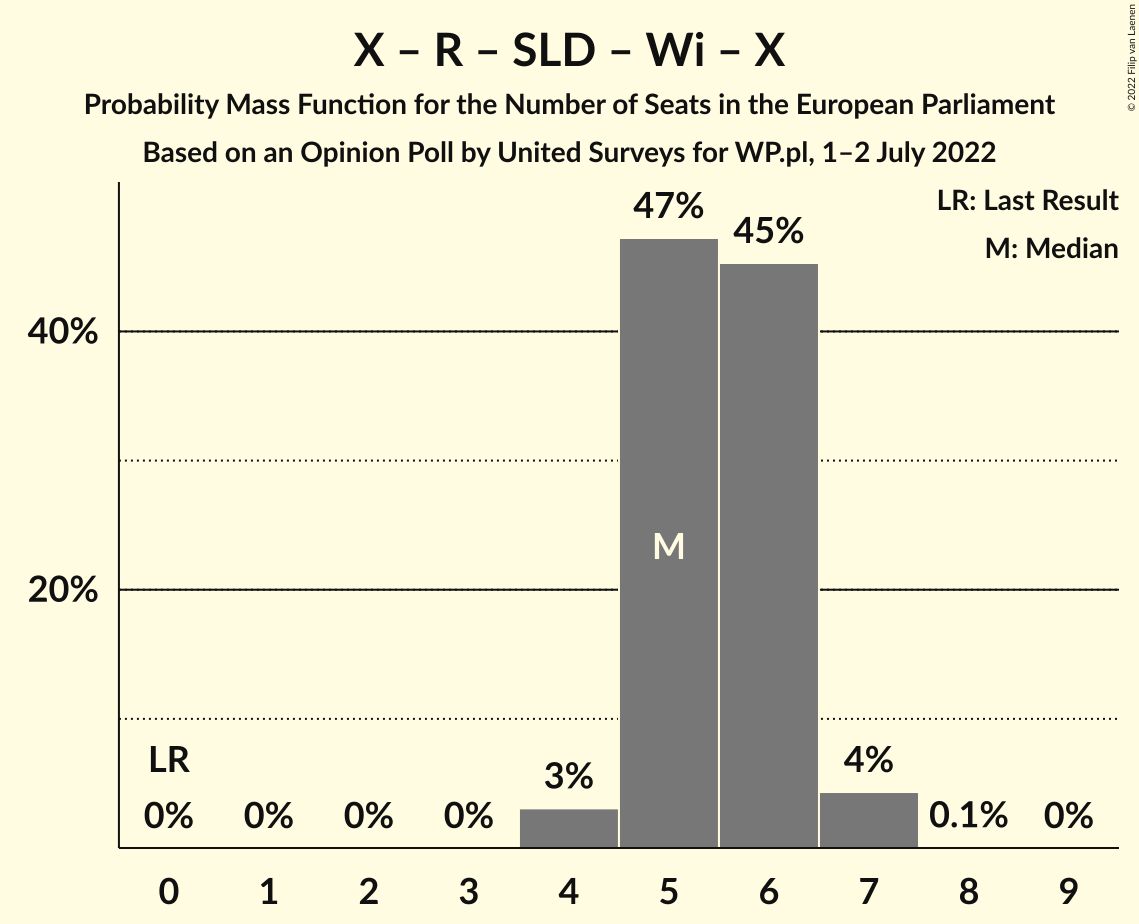 X – R – SLD – Wi – X
Probability Mass Function for the Number of Seats in the European Parliament
Based on an Opinion Poll by United Surveys for WP.pl, 1–2 July 2022
© 2022 Filip van Laenen
LR: Last Result
M: Median
47%
45%
40%
M
20%
LR
3%
4%
0%
0%
0%
0%
0.1%
0%
0 1 2 3 4 5 6 7 8 9